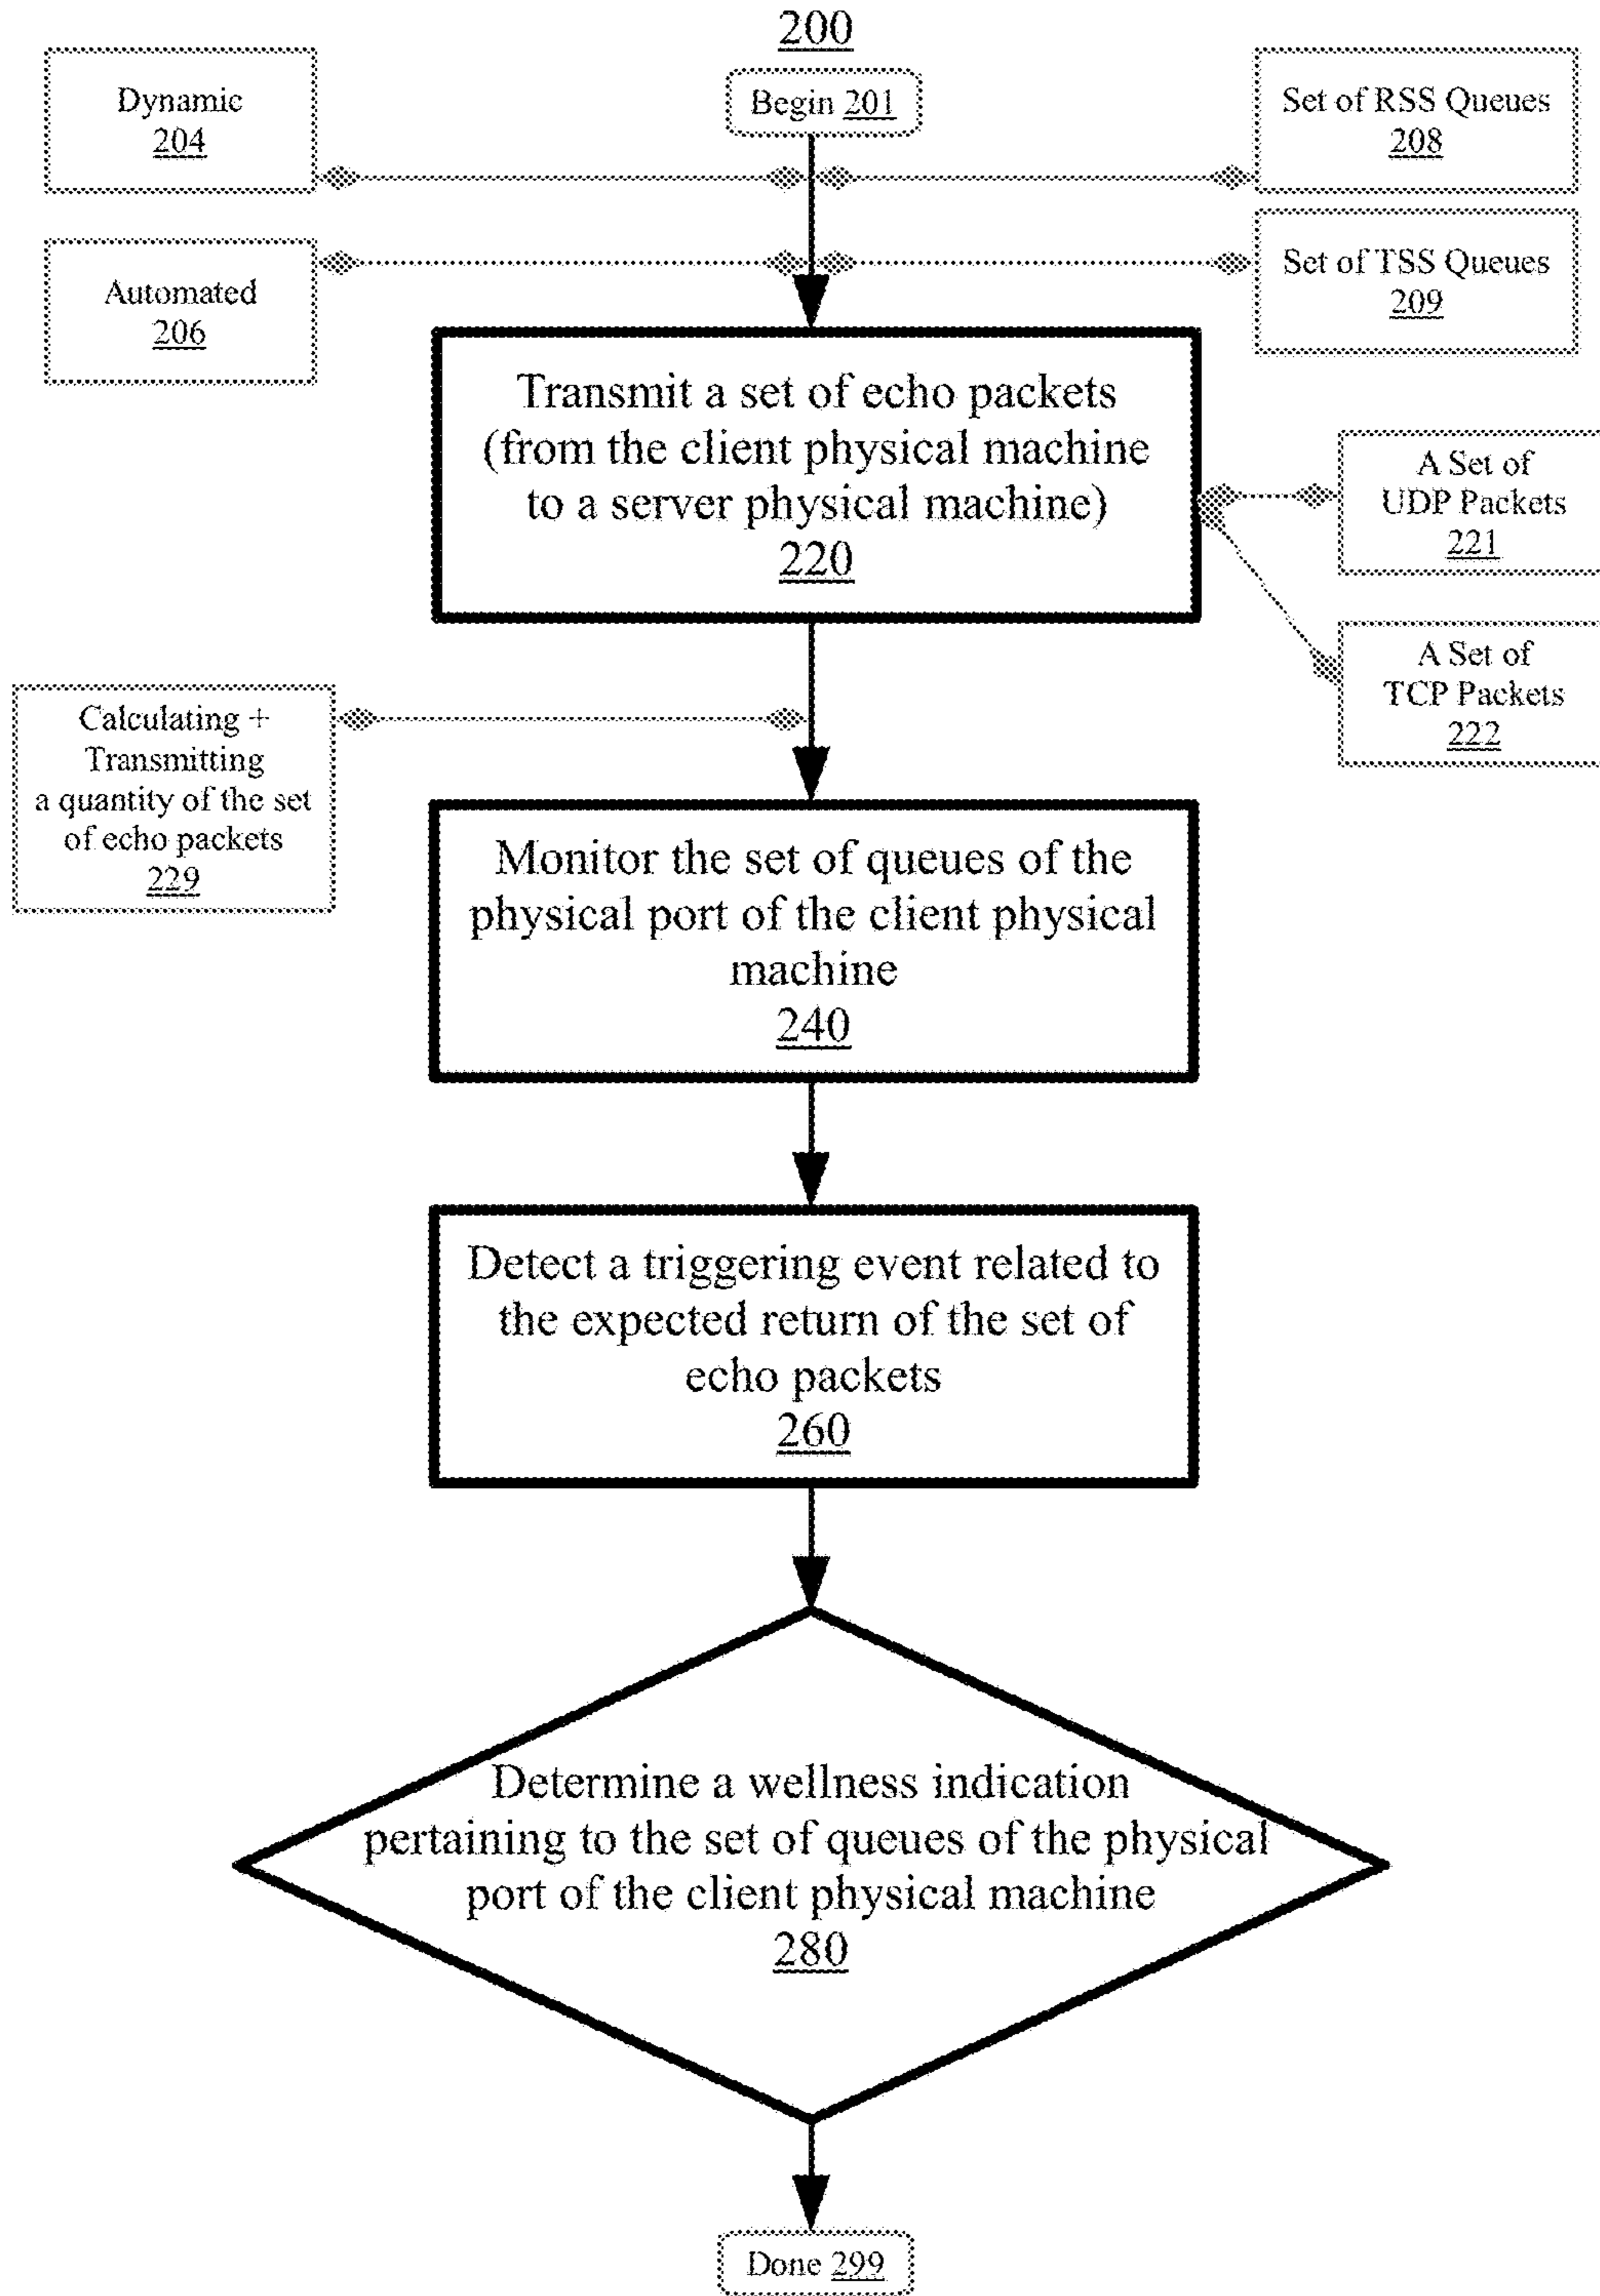 200
Begin 201
Dynamic
204
Set of RSS Queues
208
Automated
206
Set of TSS Queues
209
Transmit a set of echo packets
(from the client physical machine
to a server physical machine)
220
A Set of
UDP Packets
221
A Set of
TCP Packets
222
Calculating +
Transmitting
a quantity of the set
of echo packets
229
Monitor the set of queues of the
physical port of the client physical
machine
240
Detect a triggering event related to
the expected return of the set of
echo packets
260
Determine a wellness indication
pertaining to the set of queues of the physical
port of the client physical machine
280
Done 299